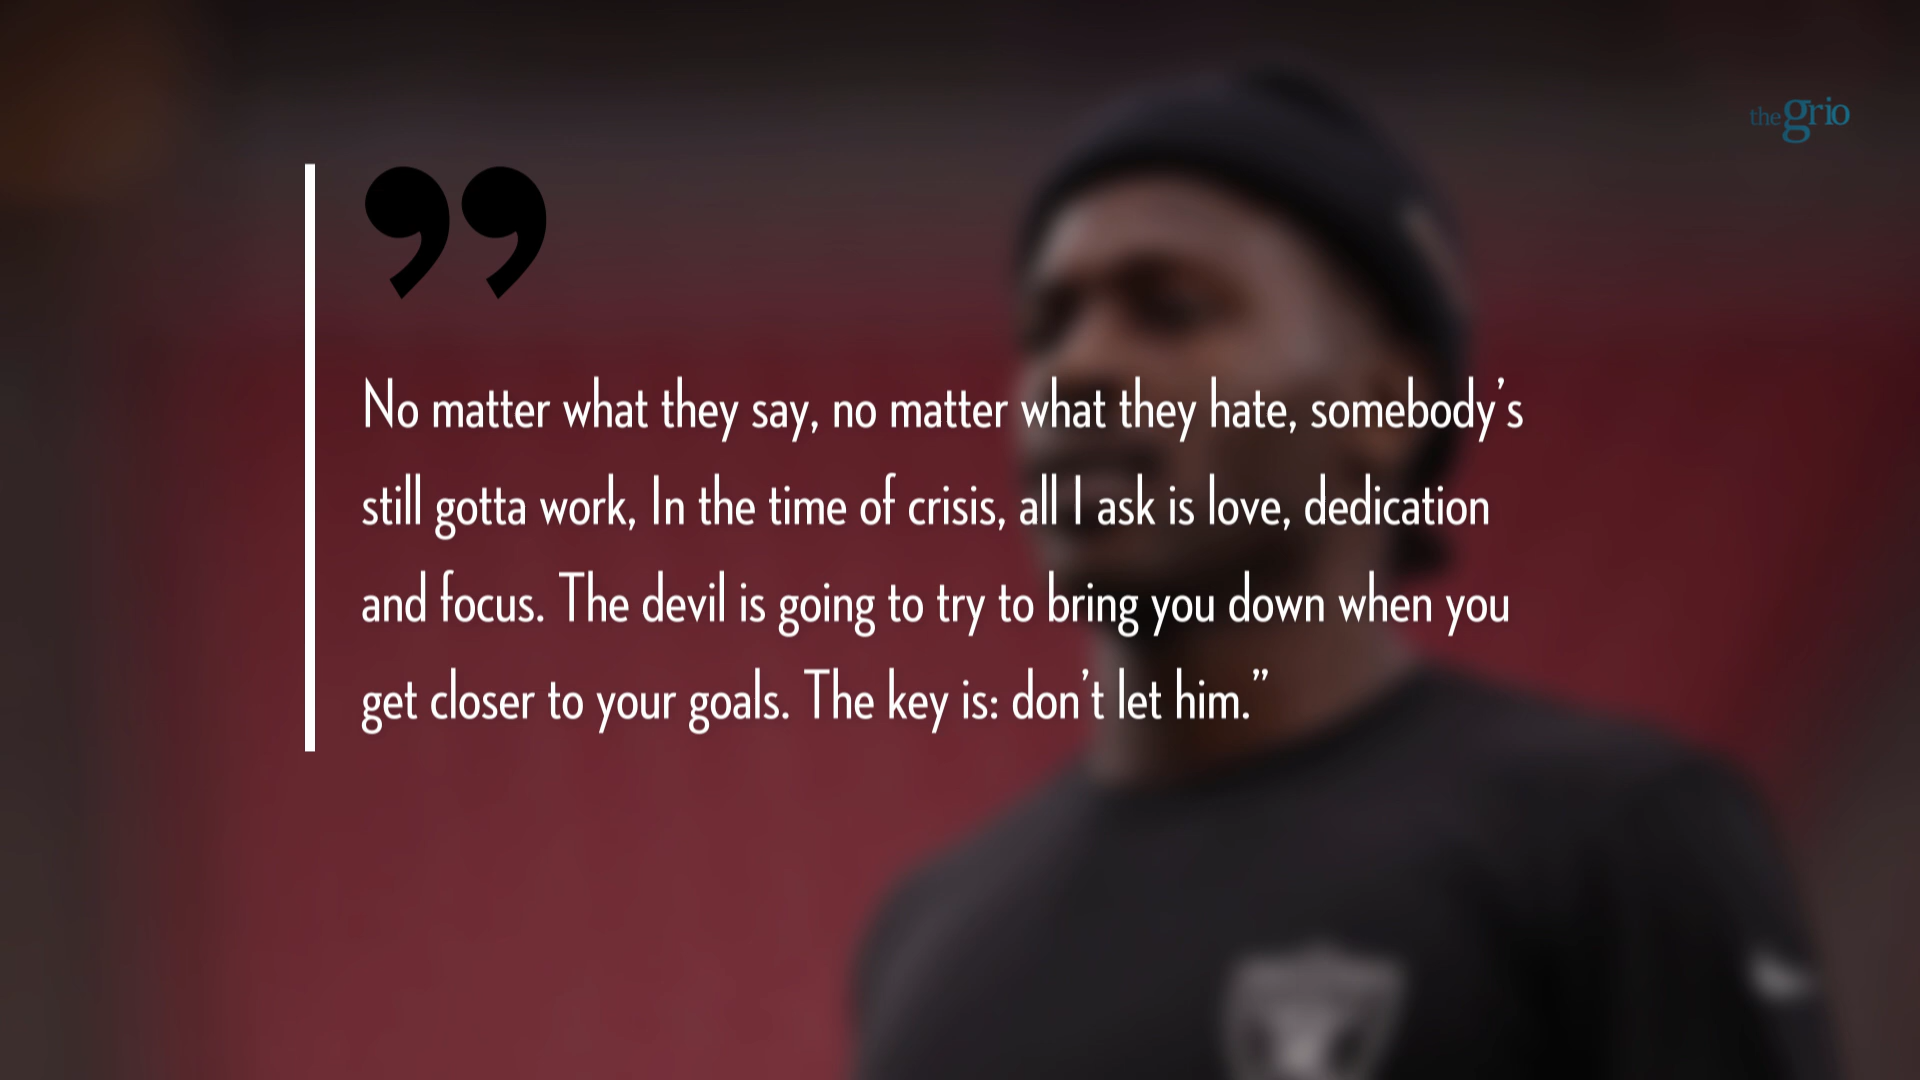 thegrio
”
No matter what they say, no matter what they hate, somebody’s
still gotta work, In the time of crisis, all I ask is love, dedication
and focus. The devil is going to try to bring you down when you
get closer to your goals. The key is: don’t let him.”